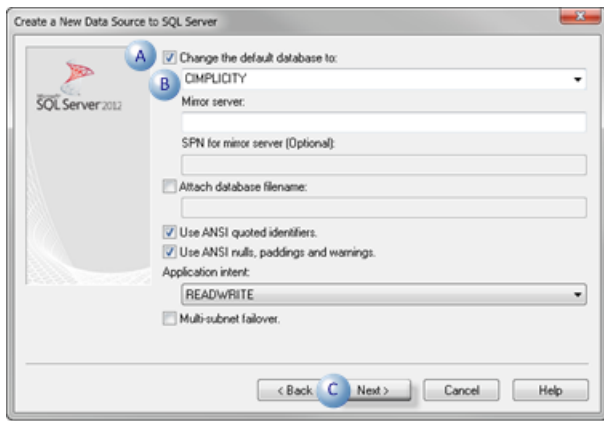 Create a New Data Source to SQL Server
A
Change the default database to:
B
CIMPLICITY
Mirror server:
Microsoft
SQL Server 2012
SPN for mirror server (Optional):
Attach database filename:
Use ANSI quoted identifiers.
Use ANSI nulls, paddings and warnings.
Application intent:
READWRITE
Multi-subnet failover.
< Back
C
Next >
Cancel
Help